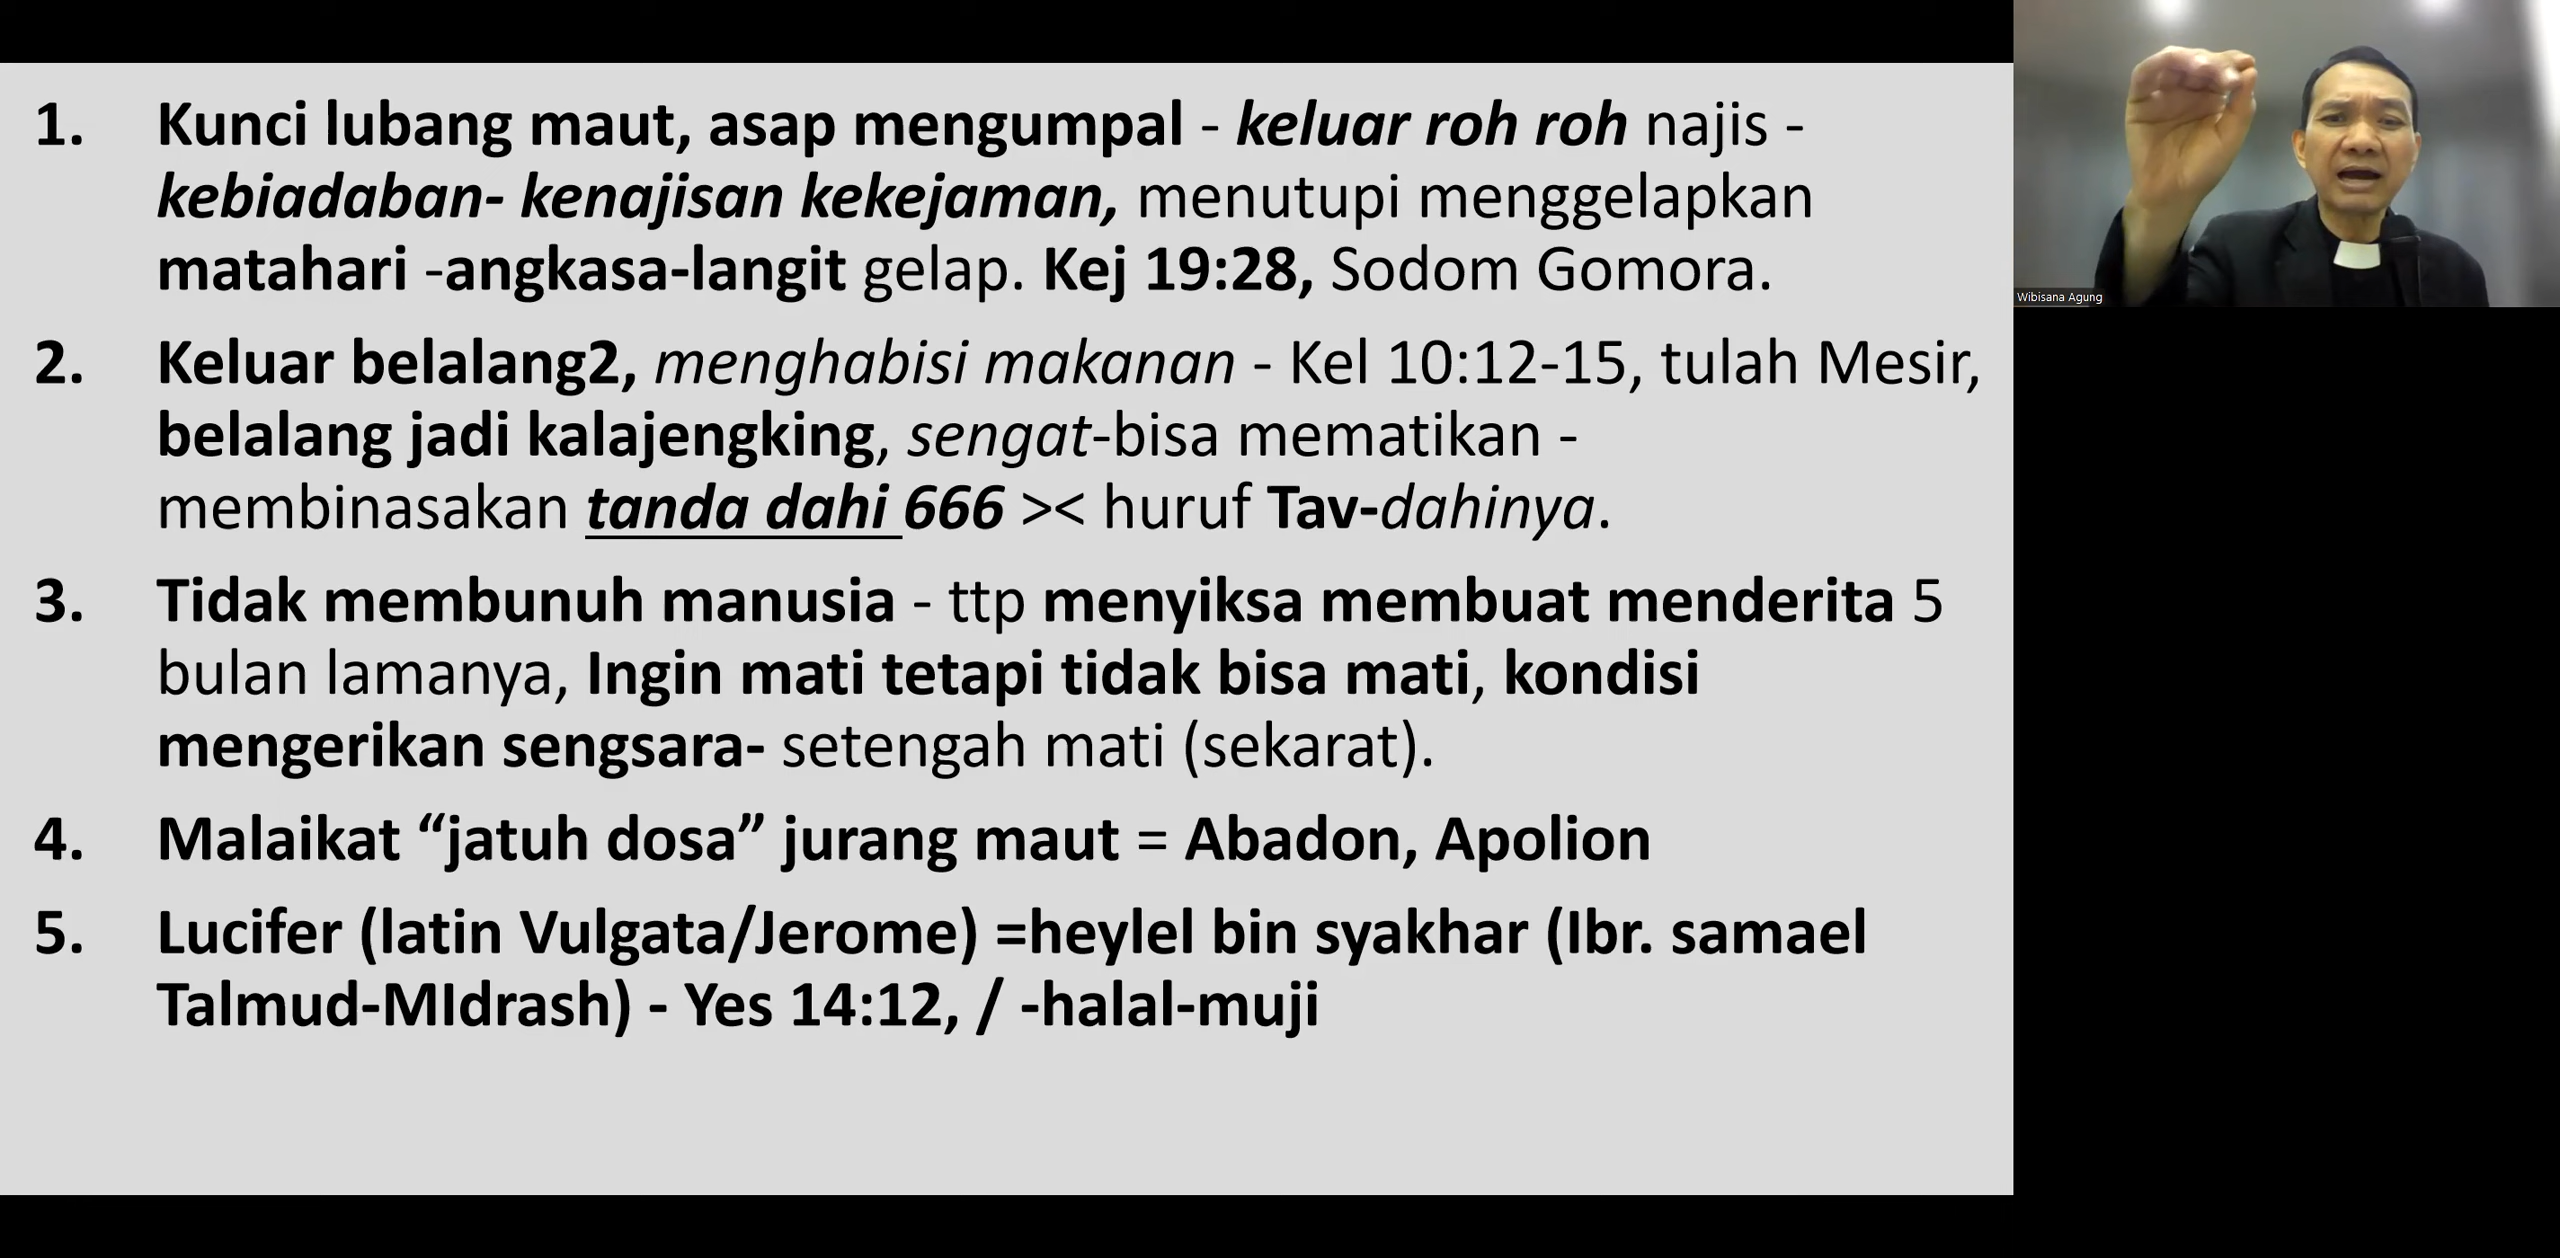 1. Kunci lubang maut, asap mengumpal - keluar roh roh najis -
kebiadaban- kenajisan kekejaman, menutupi menggelapkan
matahari -angkasa-langit gelap. Kej 19:28, Sodom Gomora.
2. Keluar belalang2, menghabisi makanan - Kel 10:12-15, tulah Mesir,
belalang jadi kalajengking, sengat-bisa mematikan -
membinasakan tanda dahi 666 >< huruf Tav-dahinya.
3. Tidak membunuh manusia - ttp menyiksa membuat menderita 5
bulan lamanya, Ingin mati tetapi tidak bisa mati, kondisi
mengerikan sengsara- setengah mati (sekarat).
4. Malaikat “jatuh dosa” jurang maut = Abadon, Apolion
5. Lucifer (latin Vulgata/Jerome) =heylel bin syakhar (Ibr. samael
Talmud-MIdrash) - Yes 14:12, / -halal-muji
Wibisana Agung